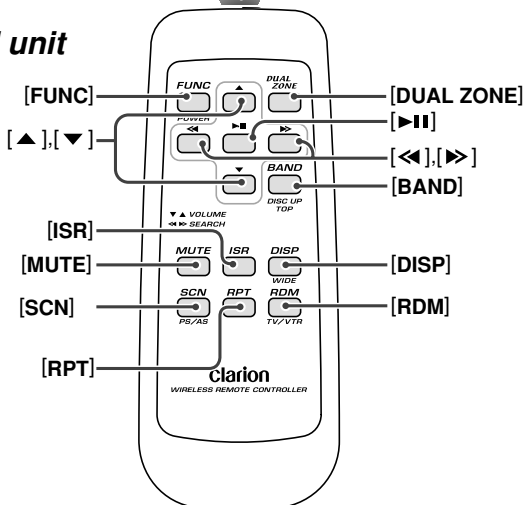 unit
[FUNC]
[▲],[▼]
[ISR]
[MUTE]
[SCN]
[RPT]
FUNC
POWER
▲
DUAL
ZONE
◀◀
▶II
▶▶
▼
BAND
DISC UP
TOP
▼ ▲ VOLUME
◀◀ ▶▶ SEARCH
MUTE
ISR
DISP
WIDE
SCN
RPT
RDM
PS/AS
TV/VTR
clarion
WIRELESS REMOTE CONTROLLER
[DUAL ZONE]
[▶II]
[◀◀],[▶▶]
[BAND]
[DISP]
[RDM]